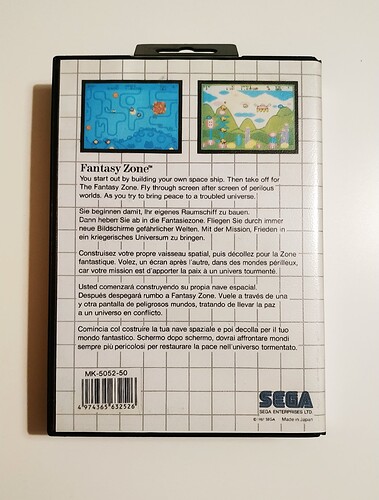 Fantasy Zone™
You start out by building your own space ship. Then take off for
The Fantasy Zone. Fly through screen after screen of perilous
worlds. As you try to bring peace to a troubled universe.
Sie beginnen damit, Ihr eigenes Raumschiff zu bauen.
Dann heben Sie ab in die Fantasiezone. Fliegen Sie durch immer
neue Bildschirme gefährlicher Welten. Mit der Mission, Frieden in
ein kriegerisches Universum zu bringen.
Construisez votre propre vaisseau spatial, puis décollez pour la Zone
fantastique. Volez, un écran après l'autre, dans des mondes périlleux,
car votre mission est d'apporter la paix à un univers tourmenté.
Usted comenzará construyendo su propia nave espacial.
Después despegará rumbo a Fantasy Zone. Vuele a través de una
y otra pantalla de peligrosos mundos, tratando de llevar la paz
a un universo en conflicto.
Comincia col costruire la tua nave spaziale e poi decolla per il tuo
mondo fantastico. Schermo dopo schermo, dovrai affrontare mondi
sempre più pericolosi per restaurare la pace nell'universo tormentato.
MK-5052-50
4 974365 632526
SEGA
SEGA ENTERPRISES LTD.
© 1987 SEGA Made in Japan